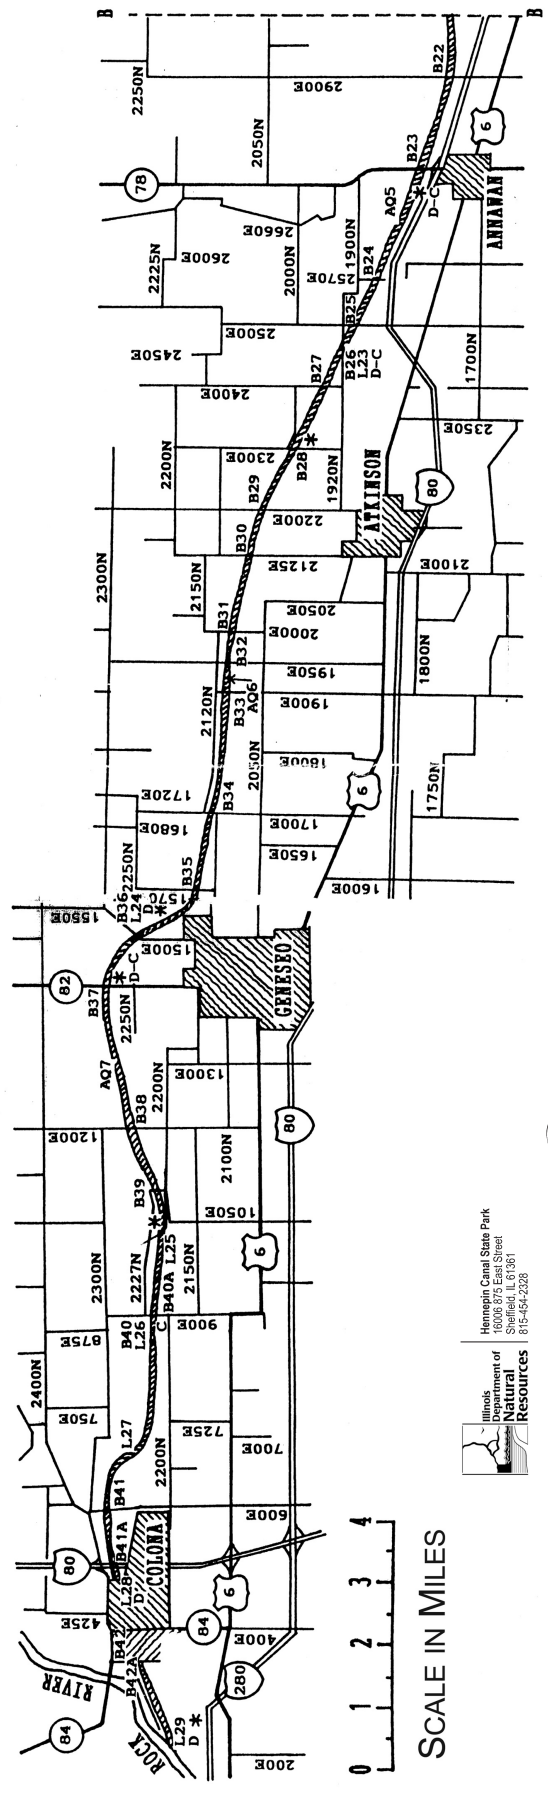 B
B
2250N
2900E
B22
2050N
6
B23
78
AQ5
D-C
ANNAWAN
2660E
2600E
2225N
2000N
1900N
2570E
B24
B25
2500E
2450E
B26
L23
D-C
1700N
B27
2400E
2350E
2200N
2300E
B28
1920N
ATKINSON
80
B29
2200E
B30
2125E
2100E
2300N
2150N
2050E
B31
2000E
B32
1950E
1800N
2120N
B33
AQ6
1900E
2050N
1800E
1750N
6
1720E
B34
1700E
1680E
1650E
B35
1600E
2250N
1570
B36
L24
D
1550E
1500E
D-C
82
B37
2250N
GENESEO
AQ7
1300E
2200N
B38
1200E
2100N
80
B39
1050E
2300N
2227N
B40A L25
2150N
6
B40
L26
C
900E
875E
2400N
750E
L27
725E
700E
2200N
B41
600E
B41A
COLONA
80
L28
D
6
425E
B42
84
400E
B42A
RIVER
280
84
ROCK
L29
D
200E
0 1 2 3 4
SCALE IN MILES
Illinois
Department of
Natural
Resources
Hennepin Canal State Park
16006 875 East Street
Sheffield, IL 61361
815-454-2328